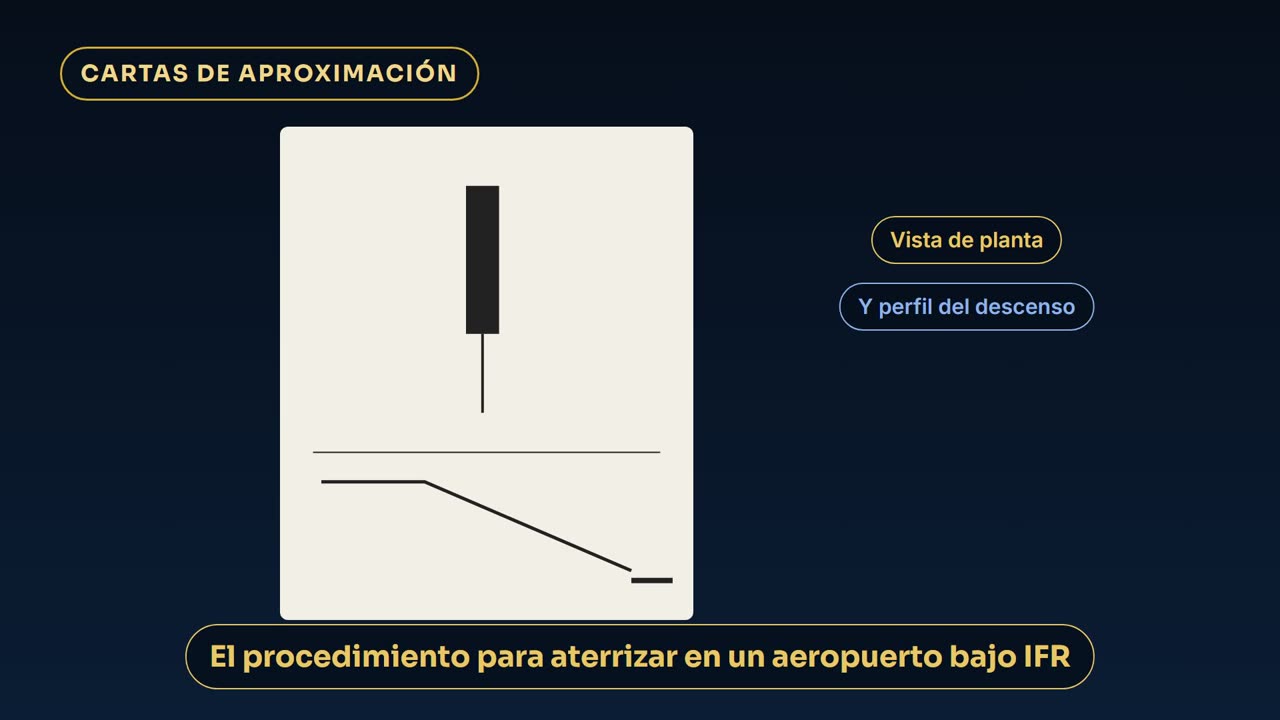 CARTAS DE APROXIMACIÓN
Vista de planta
Y perfil del descenso
El procedimiento para aterrizar en un aeropuerto bajo IFR